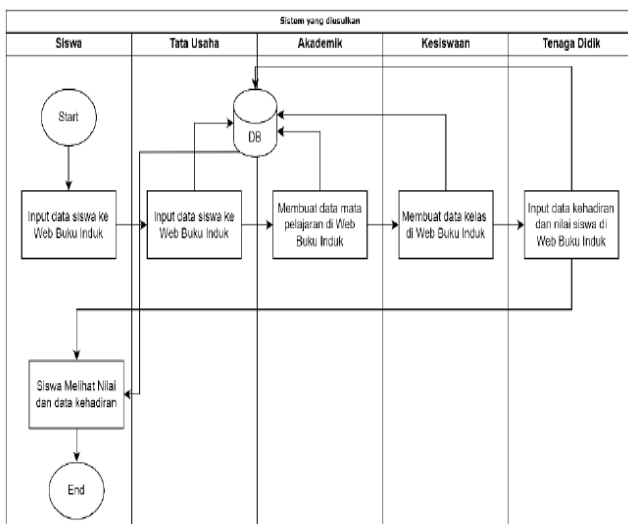 Sistem yang diusulkan
Siswa
Tata Usaha
Akademik
Kesiswaan
Tenaga Didik
Start
DB
Input data siswa ke
Web Buku Induk
Input data siswa ke
Web Buku Induk
Membuat data mata
pelajaran di Web
Buku Induk
Membuat data kelas
di Web Buku Induk
Input data kehadiran
dan nilai siswa di
Web Buku Induk
Siswa Melihat Nilai
dan data kehadiran
End